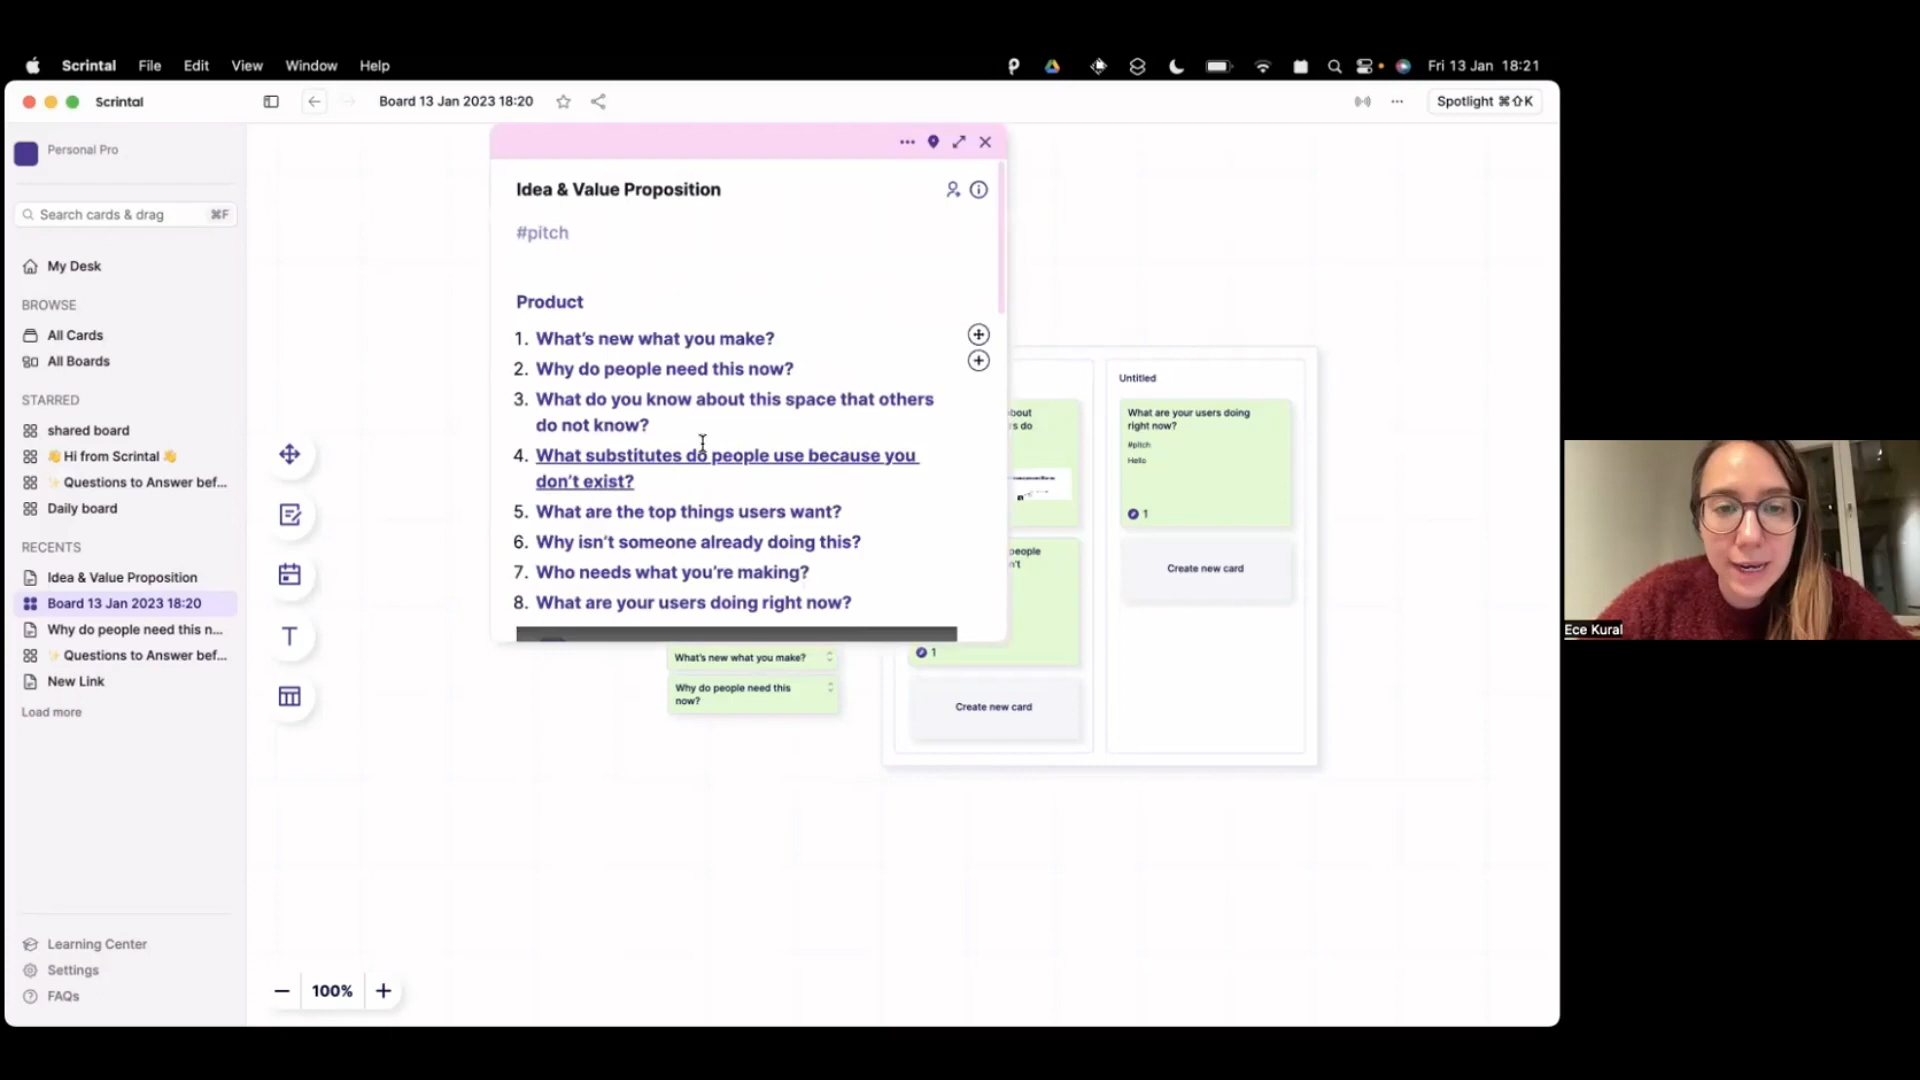 Scrintal File Edit View Window Help
Fri 13 Jan 18:21
Scrintal
Board 13 Jan 2023 18:20
Spotlight ⌘⇧K
Personal Pro
Search cards & drag ⌘F
My Desk
BROWSE
All Cards
All Boards
STARRED
shared board
👋 Hi from Scrintal 👋
✨ Questions to Answer bef...
Daily board
RECENTS
Idea & Value Proposition
Board 13 Jan 2023 18:20
Why do people need this n...
✨ Questions to Answer bef...
New Link
Load more
Learning Center
Settings
FAQs
T
100%
Idea & Value Proposition
#pitch
Product
1. What's new what you make?
2. Why do people need this now?
3. What do you know about this space that others
do not know?
4. What substitutes do people use because you
don't exist?
5. What are the top things users want?
6. Why isn't someone already doing this?
7. Who needs what you're making?
8. What are your users doing right now?
What's new what you make?
Why do people need this
now?
people
1
Create new card
Untitled
What are your users doing
right now?
#pitch
Hello
1
Create new card
Ece Kural